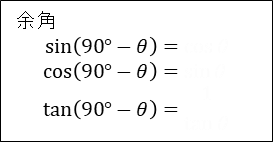 余角
sin(90° − θ) =
cos(90° − θ) =
tan(90° − θ) =